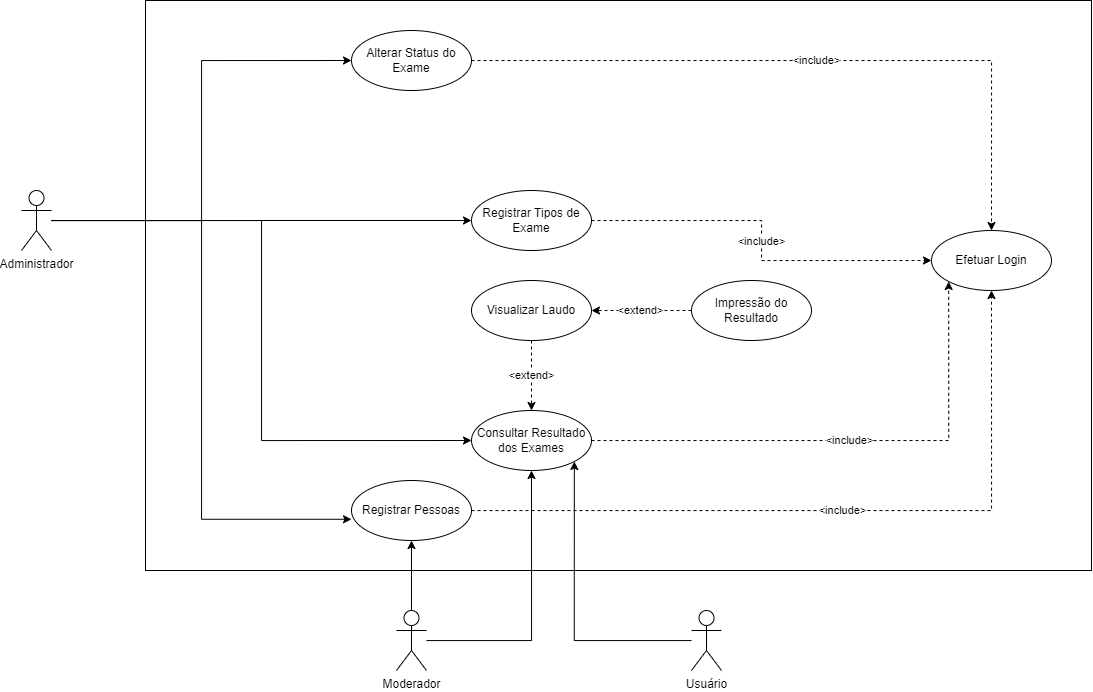 Alterar Status do
Exame
<include>
Administrador
Registrar Tipos de
Exame
<include>
Efetuar Login
Visualizar Laudo
<extend>
Impressão do
Resultado
<extend>
Consultar Resultado
dos Exames
<include>
Registrar Pessoas
<include>
Moderador
Usuário